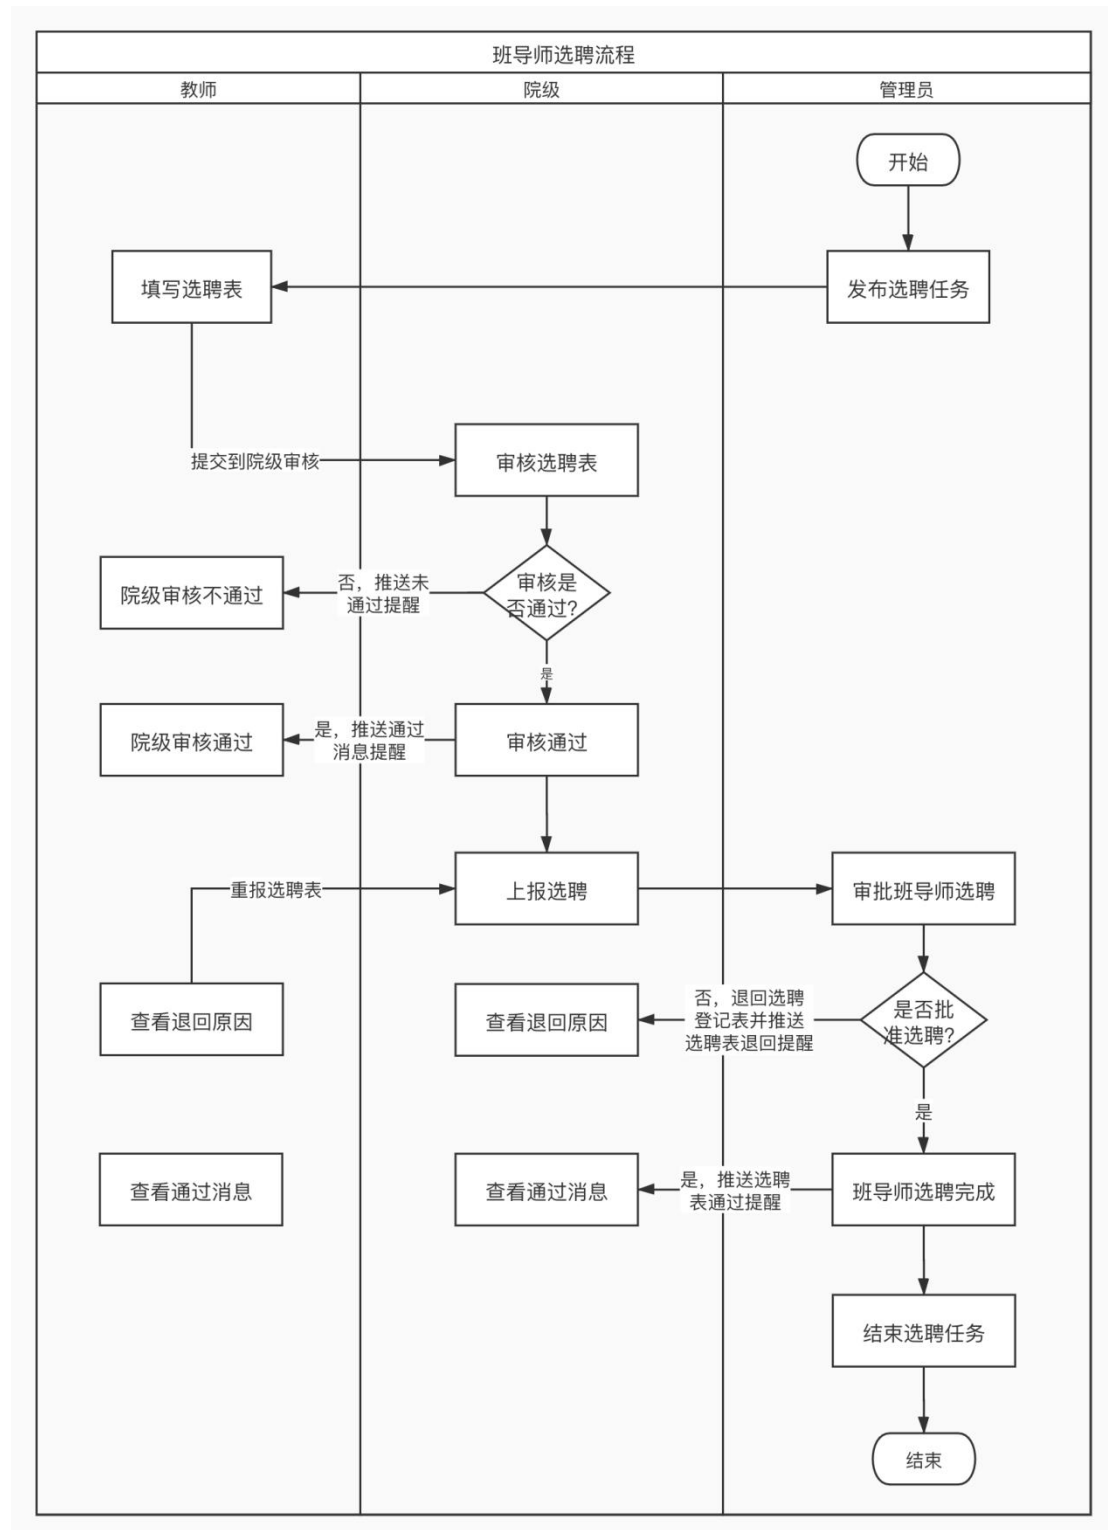 班导师选聘流程
教师
院级
管理员
开始
填写选聘表
发布选聘任务
提交到院级审核
审核选聘表
院级审核不通过
否，推送未
通过提醒
审核是
否通过？
是
院级审核通过
是，推送通过
消息提醒
审核通过
重报选聘表
上报选聘
审批班导师选聘
查看退回原因
查看退回原因
否，退回选聘
登记表并推送
选聘表退回提醒
是否批
准选聘？
是
查看通过消息
查看通过消息
是，推送选聘
表通过提醒
班导师选聘完成
结束选聘任务
结束